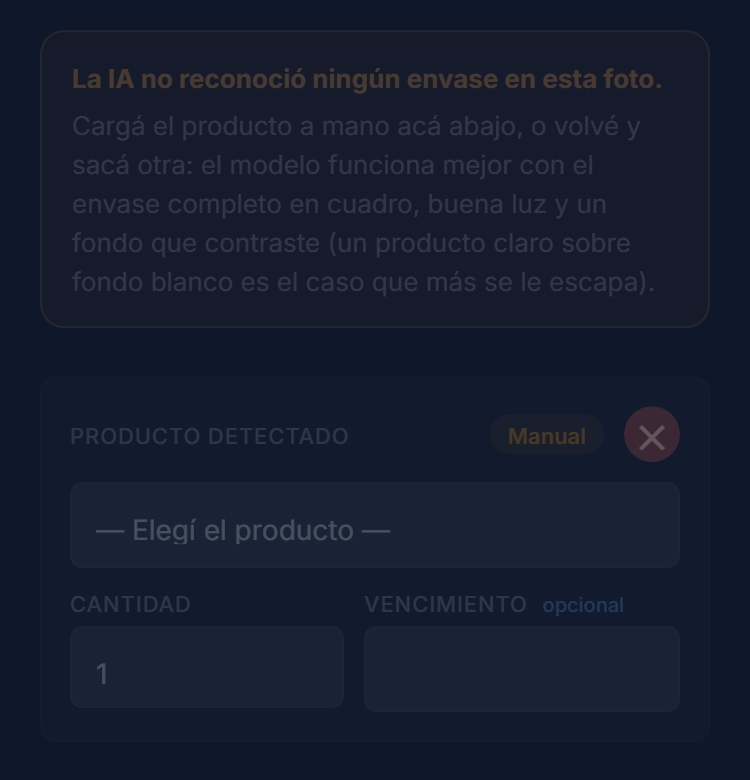 La IA no reconoció ningún envase en esta foto.
Cargá el producto a mano acá abajo, o volvé y
sacá otra: el modelo funciona mejor con el
envase completo en cuadro, buena luz y un
fondo que contraste (un producto claro sobre
fondo blanco es el caso que más se le escapa).
PRODUCTO DETECTADO
Manual
— Elegí el producto —
CANTIDAD
VENCIMIENTO opcional
1